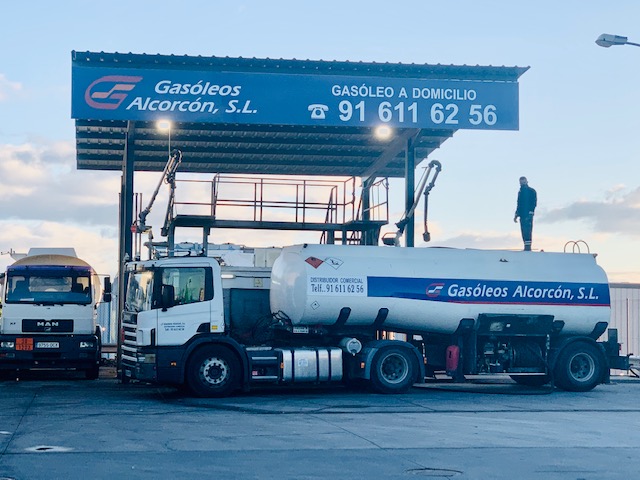 Gasóleos
Alcorcón, S.L.
GASÓLEO A DOMICILIO
☎ 91 611 62 56
DISTRIBUIDOR COMERCIAL
Telf. 91 611 62 56
Gasóleos Alcorcón, S.L.
MAN